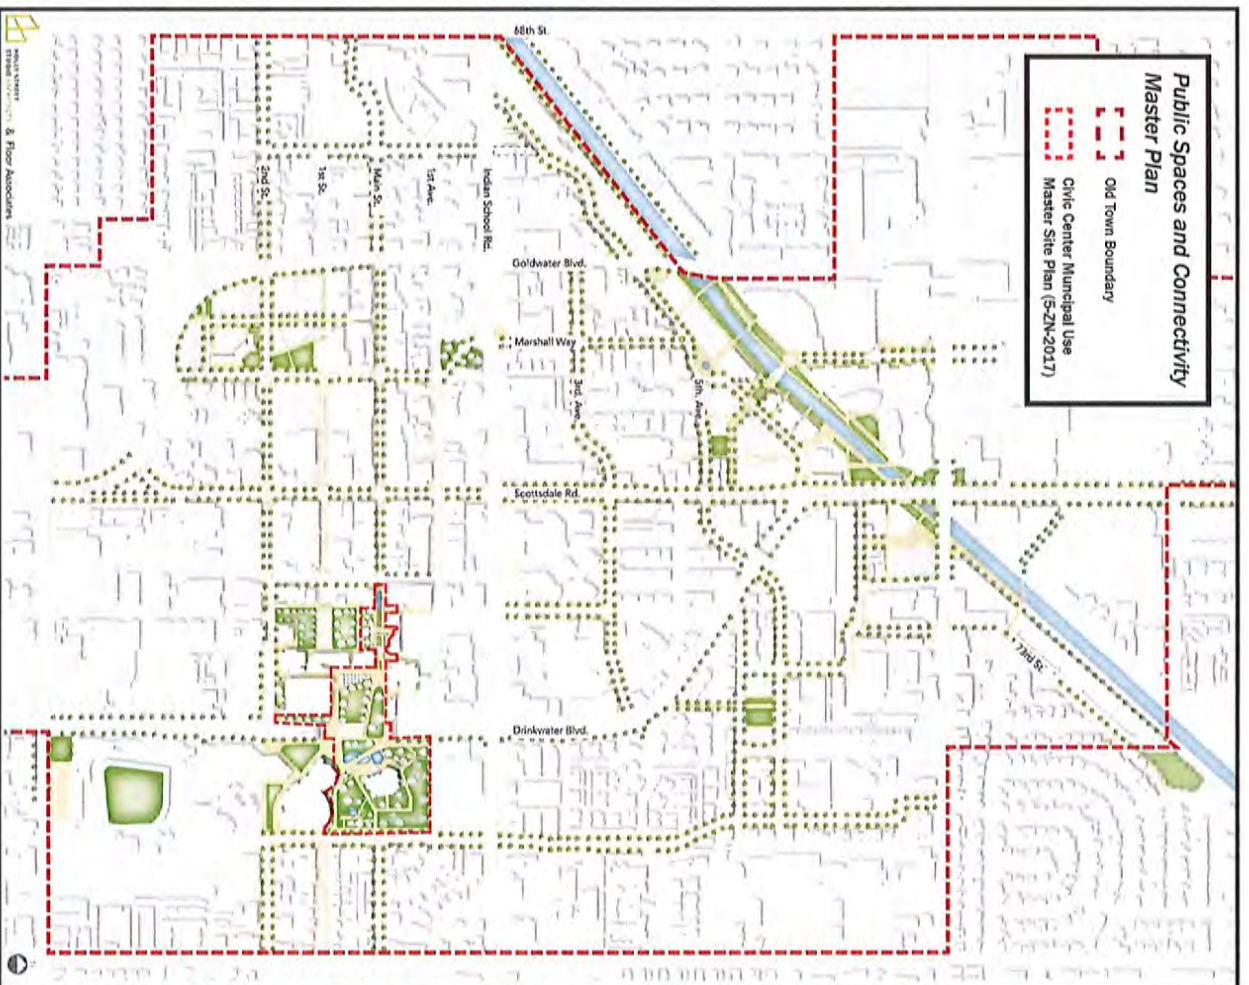 Public Spaces and Connectivity
Master Plan
Old Town Boundary
Civic Center Municipal Use
Master Site Plan (5-ZN-2017)
68th St.
Goldwater Blvd.
Marshall Way
Scottsdale Rd.
73rd St.
Drinkwater Blvd.
2nd St.
1st St.
Main St.
1st Ave.
Indian School Rd.
3rd. Ave.
5th. Ave.
& Floor Associates